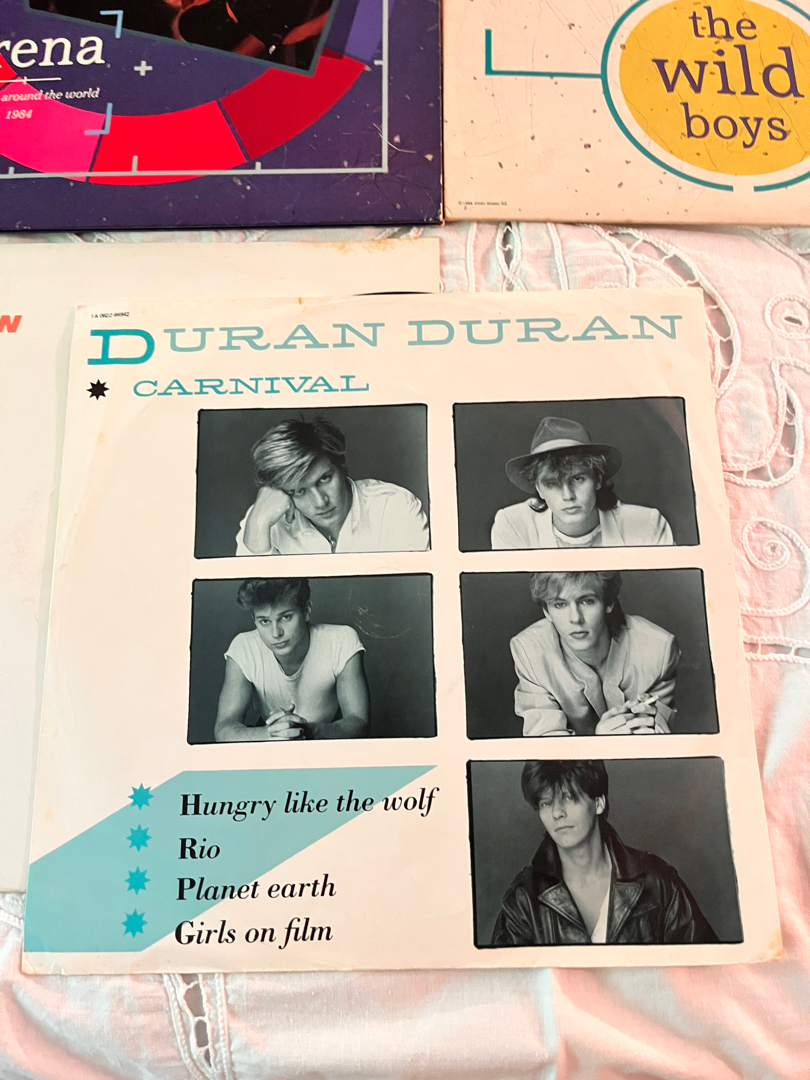 rena
around the world
1984
the
wild
boys
DURAN DURAN
CARNIVAL
Hungry like the wolf
Rio
Planet earth
Girls on film